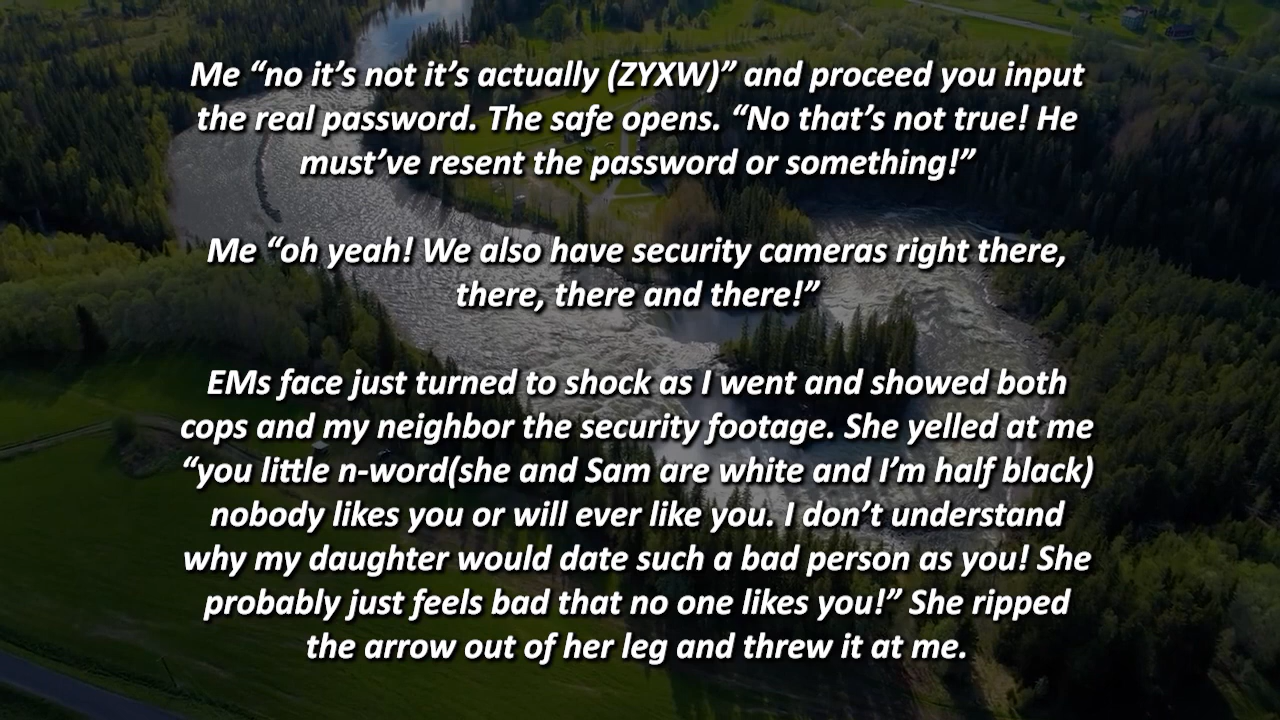 Me “no it’s not it’s actually (ZYXW)” and proceed you input
the real password. The safe opens. “No that’s not true! He
must’ve resent the password or something!”
Me “oh yeah! We also have security cameras right there,
there, there and there!”
EMs face just turned to shock as I went and showed both
cops and my neighbor the security footage. She yelled at me
“you little n-word(she and Sam are white and I’m half black)
nobody likes you or will ever like you. I don’t understand
why my daughter would date such a bad person as you! She
probably just feels bad that no one likes you!” She ripped
the arrow out of her leg and threw it at me.